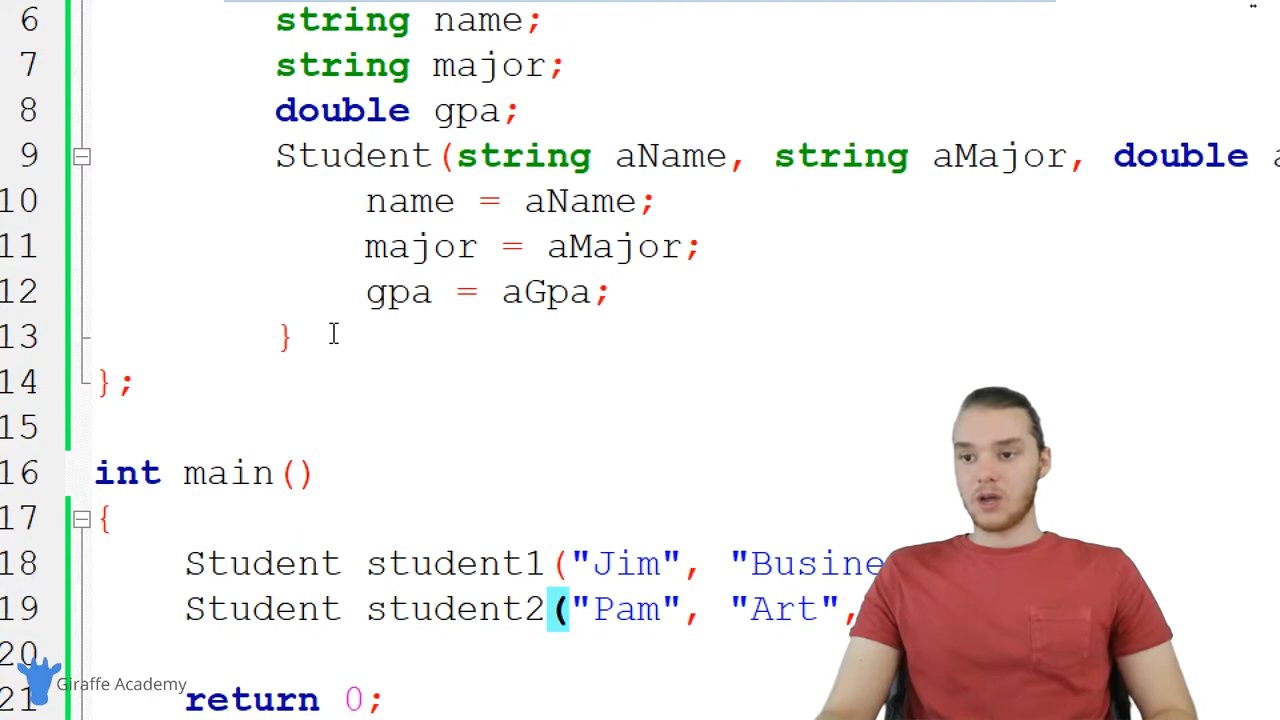 6 string name;
7 string major;
8 double gpa;
9 Student(string aName, string aMajor, double
10 name = aName;
11 major = aMajor;
12 gpa = aGpa;
13 }
14 };
15
16 int main()
17 {
18 Student student1("Jim", "Busine
19 Student student2("Pam", "Art",
20
21 return 0;
Giraffe Academy